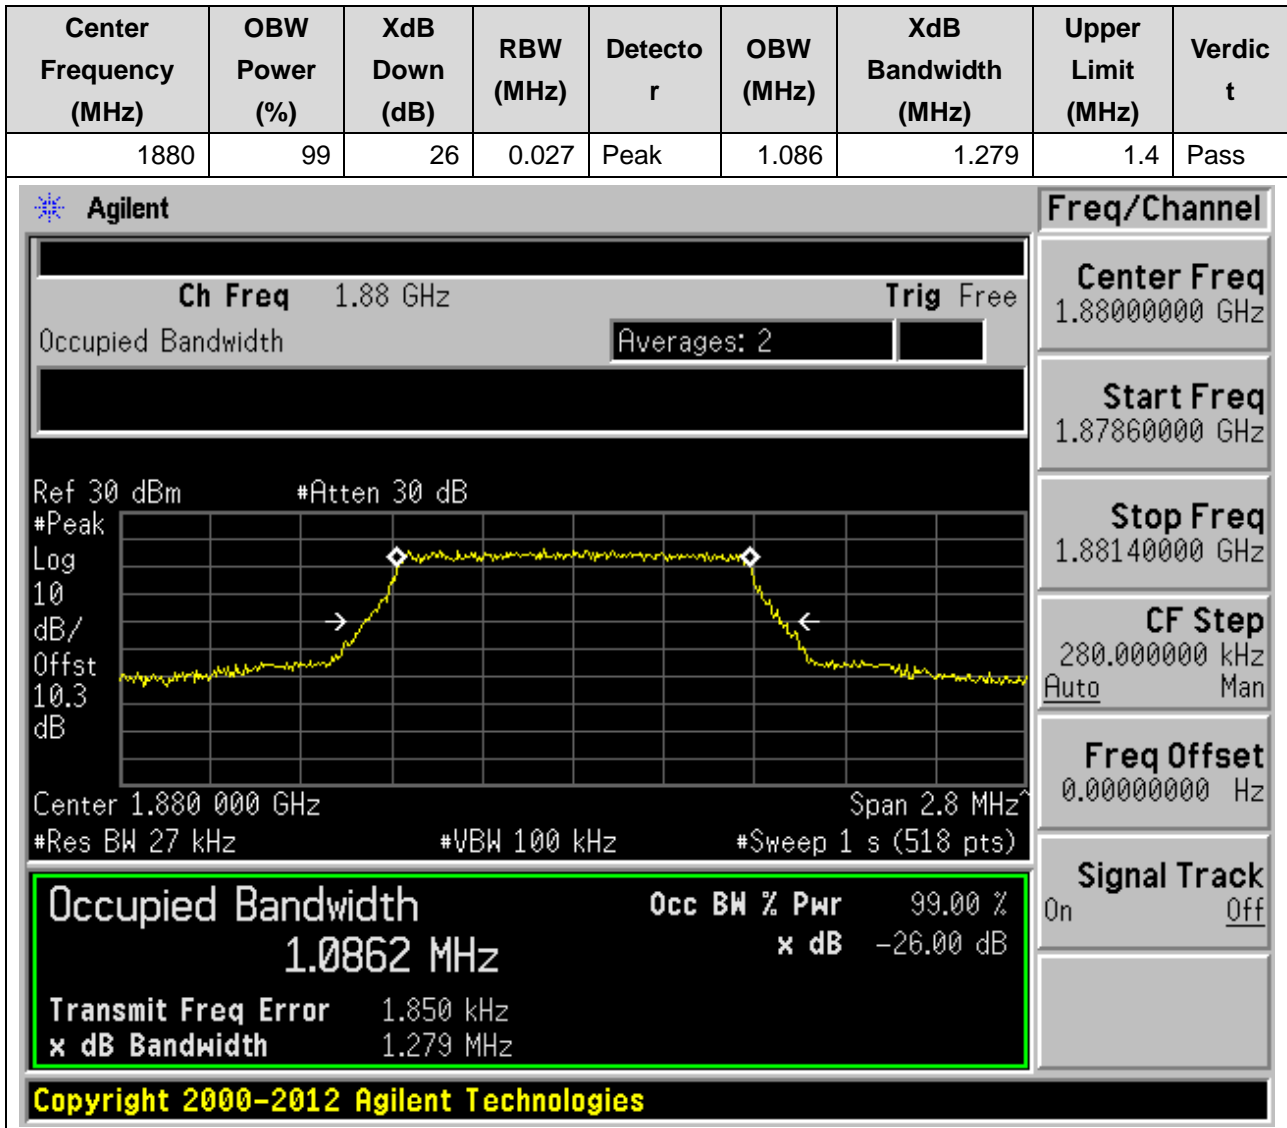 Center Frequency (MHz) OBW Power (%) XdB Down (dB) RBW (MHz) Detecto r OBW (MHz) XdB Bandwidth (MHz) Upper Limit (MHz) Verdic t
1880 99 26 0.027 Peak 1.086 1.279 1.4 Pass
Agilent
Freq/Channel
Ch Freq 1.88 GHz Trig Free
Occupied Bandwidth Averages: 2
Center Freq
1.88000000 GHz
Start Freq
1.87860000 GHz
Stop Freq
1.88140000 GHz
CF Step
280.000000 kHz
Auto Man
Freq Offset
0.00000000 Hz
Signal Track
On Off
Ref 30 dBm #Atten 30 dB
#Peak
Log
10
dB/
Offst
10.3
dB
Center 1.880 000 GHz Span 2.8 MHz^
#Res BW 27 kHz #VBW 100 kHz #Sweep 1 s (518 pts)
Occupied Bandwidth Occ BW % Pwr 99.00 %
1.0862 MHz x dB -26.00 dB
Transmit Freq Error 1.850 kHz
x dB Bandwidth 1.279 MHz
Copyright 2000-2012 Agilent Technologies